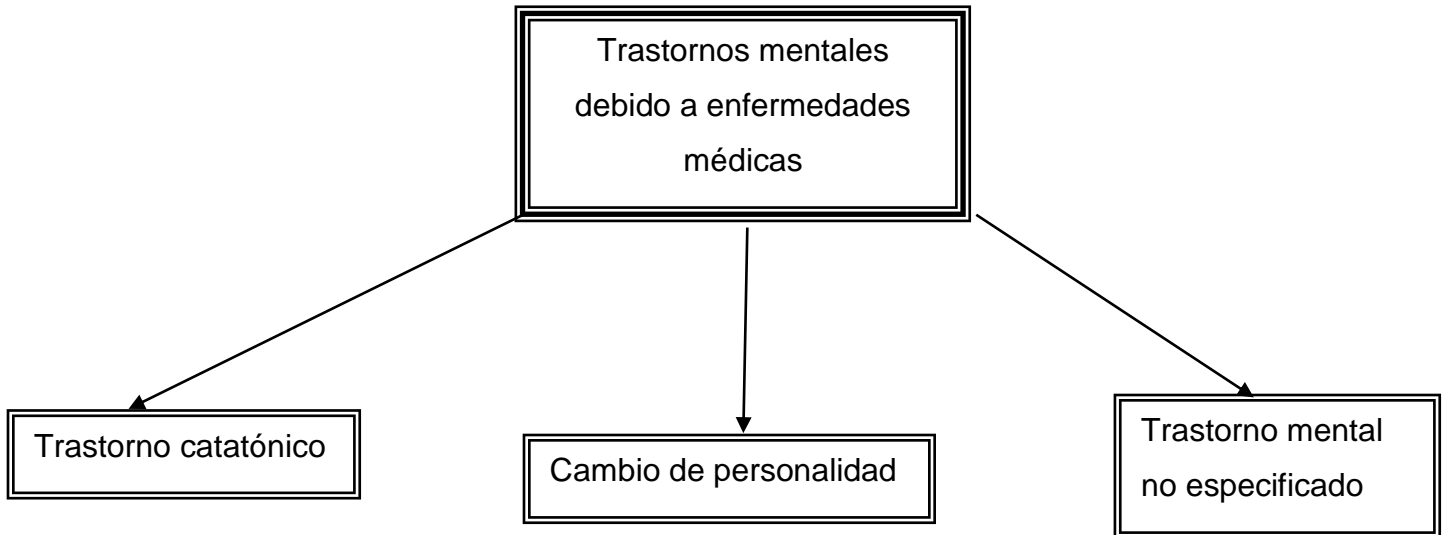 Trastornos mentales
debido a enfermedades
médicas
Trastorno catatónico
Cambio de personalidad
Trastorno mental
no especificado